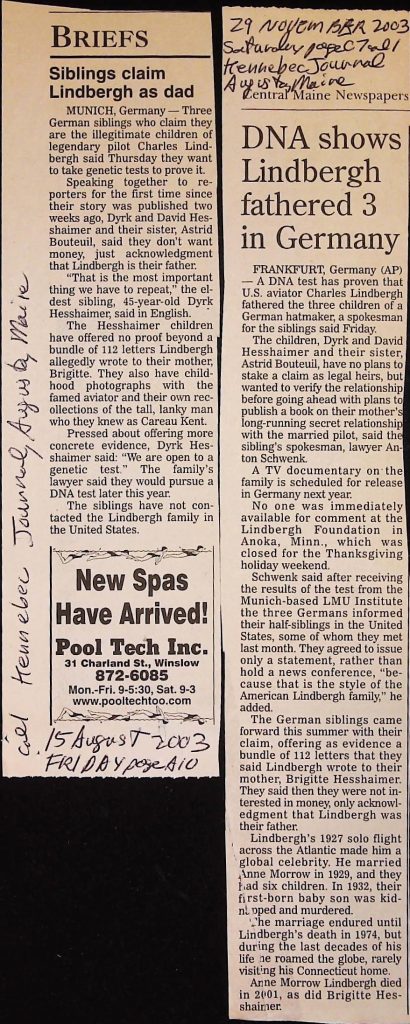 BRIEFS
Siblings claim
Lindbergh as dad
MUNICH, Germany — Three
German siblings who claim they
are the illegitimate children of
legendary pilot Charles Lind-
bergh said Thursday they want
to take genetic tests to prove it.
Speaking together to re-
porters for the first time since
their story was published two
weeks ago, Dyrk and David Hes-
shaimer and their sister, Astrid
Bouteuil, said they don't want
money, just acknowledgment
that Lindbergh is their father.
"That is the most important
thing we have to repeat," the el-
dest sibling, 45-year-old Dyrk
Hesshaimer, said in English.
The Hesshaimer children
have offered no proof beyond a
bundle of 112 letters Lindbergh
allegedly wrote to their mother,
Brigitte. They also have child-
hood photographs with the
famed aviator and their own rec-
ollections of the tall, lanky man
who they knew as Careau Kent.
Pressed about offering more
concrete evidence, Dyrk Hes-
shaimer said: "We are open to a
genetic test." The family's
lawyer said they would pursue a
DNA test later this year.
The siblings have not con-
tacted the Lindbergh family in
the United States.
New Spas
Have Arrived!
Pool Tech Inc.
31 Charland St., Winslow
872-6085
Mon.-Fri. 9-5:30, Sat. 9-3
www.pooltechtoo.com
Kennebec Journal, Augusta, Maine
15 August 2003
FRIDAY page A10
29 NOVEMBER 2003
Saturday page C7
Kennebec Journal
Augusta, Maine
Central Maine Newspapers
DNA shows
Lindbergh
fathered 3
in Germany
FRANKFURT, Germany (AP)
— A DNA test has proven that
U.S. aviator Charles Lindbergh
fathered the three children of a
German hatmaker, a spokesman
for the siblings said Friday.
The children, Dyrk and David
Hesshaimer and their sister,
Astrid Bouteuil, have no plans to
stake a claim as legal heirs, but
wanted to verify the relationship
before going ahead with plans to
publish a book on their mother's
long-running secret relationship
with the married pilot, said the
sibling's spokesman, lawyer An-
ton Schwenk.
A TV documentary on the
family is scheduled for release
in Germany next year.
No one was immediately
available for comment at the
Lindbergh Foundation in
Anoka, Minn., which was
closed for the Thanksgiving
holiday weekend.
Schwenk said after receiving
the results of the test from the
Munich-based LMU Institute
the three Germans informed
their half-siblings in the United
States, some of whom they met
last month. They agreed to issue
only a statement, rather than
hold a news conference, "be-
cause that is the style of the
American Lindbergh family," he
added.
The German siblings came
forward this summer with their
claim, offering as evidence a
bundle of 112 letters that they
said Lindbergh wrote to their
mother, Brigitte Hesshaimer.
They said then they were not in-
terested in money, only acknowl-
edgment that Lindbergh was
their father.
Lindbergh's 1927 solo flight
across the Atlantic made him a
global celebrity. He married
Anne Morrow in 1929, and they
had six children. In 1932, their
first-born baby son was kid-
napped and murdered.
The marriage endured until
Lindbergh's death in 1974, but
during the last decades of his
life he roamed the globe, rarely
visiting his Connecticut home.
Anne Morrow Lindbergh died
in 2001, as did Brigitte Hes-
shaimer.